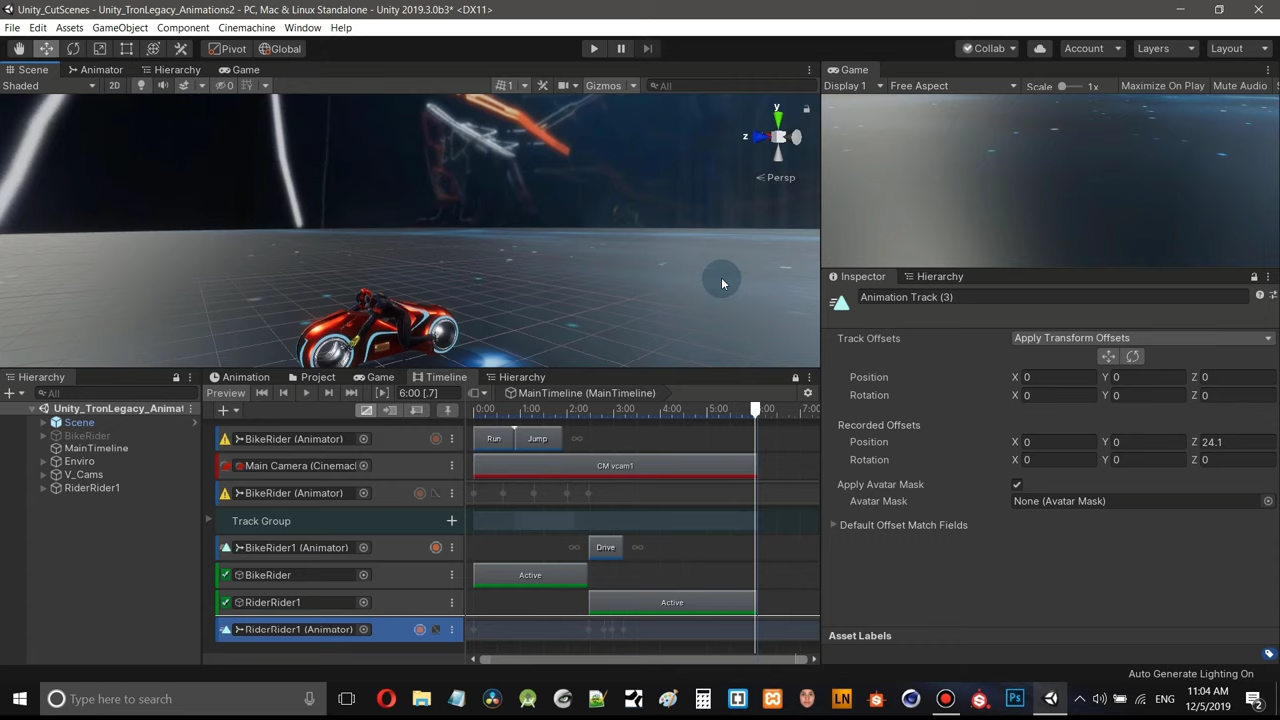 Unity_CutScenes - Unity_TronLegacy_Animations2 - PC, Mac & Linux Standalone - Unity 2019.3.0b3* <DX11>
File Edit Assets GameObject Component Cinemachine Window Help
Pivot Global Collab Account Layers Layout
Scene Animator Hierarchy Game
Game
Shaded 2D 0 1 Gizmos All
Display 1 Free Aspect Scale 1x Maximize On Play Mute Audio
y
z
Persp
Inspector Hierarchy
Animation Track (3)
Track Offsets Apply Transform Offsets
Position X 0 Y 0 Z 0
Rotation X 0 Y 0 Z 0
Recorded Offsets
Position X 0 Y 0 Z 24.1
Rotation X 0 Y 0 Z 0
Apply Avatar Mask
Avatar Mask None (Avatar Mask)
Default Offset Match Fields
Asset Labels
Auto Generate Lighting On
Hierarchy
All
Unity_TronLegacy_Animat
Scene
BikeRider
MainTimeline
Enviro
V_Cams
RiderRider1
Animation Project Game Timeline Hierarchy
Preview 6:00 [.7] MainTimeline (MainTimeline)
0:00 1:00 2:00 3:00 4:00 5:00 6:00 7:00
BikeRider (Animator) Run Jump
Main Camera (Cinemacl CM vcam1
BikeRider (Animator)
Track Group
BikeRider1 (Animator) Drive
BikeRider Active
RiderRider1 Active
RiderRider1 (Animator)
Type here to search
LN Ps ENG 11:04 AM
12/5/2019 2